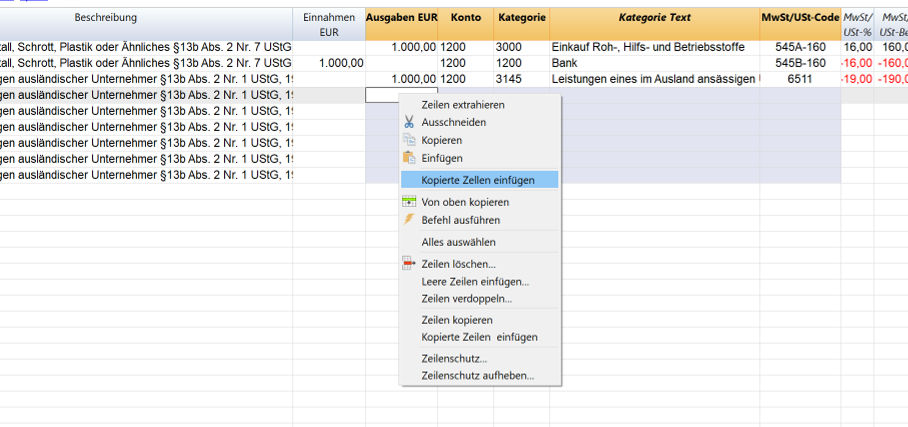 Beschreibung Einnahmen EUR Ausgaben EUR Konto Kategorie Kategorie Text MwSt/USt-Code MwSt/ USt-% MwSt/ USt-Be
tall, Schrott, Plastik oder Ähnliches §13b Abs. 2 Nr. 7 UStG 1.000,00 1200 3000 Einkauf Roh-, Hilfs- und Betriebsstoffe 545A-160 16,00 160,0
tall, Schrott, Plastik oder Ähnliches §13b Abs. 2 Nr. 7 UStG 1.000,00 1200 1200 Bank 545B-160 -16,00 -160,0
gen ausländischer Unternehmer §13b Abs. 2 Nr. 1 UStG, 19 1.000,00 1200 3145 Leistungen eines im Ausland ansässigen 6511 -19,00 -190,0
gen ausländischer Unternehmer §13b Abs. 2 Nr. 1 UStG, 19
gen ausländischer Unternehmer §13b Abs. 2 Nr. 1 UStG, 19
gen ausländischer Unternehmer §13b Abs. 2 Nr. 1 UStG, 19
gen ausländischer Unternehmer §13b Abs. 2 Nr. 1 UStG, 19
gen ausländischer Unternehmer §13b Abs. 2 Nr. 1 UStG, 19
gen ausländischer Unternehmer §13b Abs. 2 Nr. 1 UStG, 19
Zeilen extrahieren
Ausschneiden
Kopieren
Einfügen
Kopierte Zellen einfügen
Von oben kopieren
Befehl ausführen
Alles auswählen
Zeilen löschen...
Leere Zeilen einfügen...
Zeilen verdoppeln...
Zeilen kopieren
Kopierte Zeilen einfügen
Zeilenschutz...
Zeilenschutz aufheben...